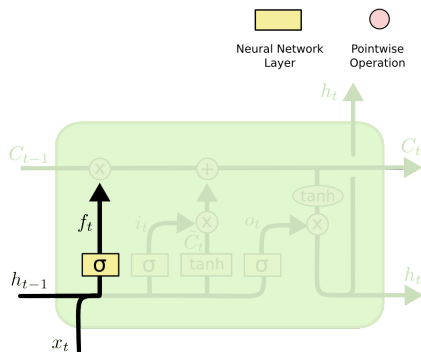 Neural Network Layer
Pointwise Operation
h_t
C_{t-1}
x
+
C_t
tanh
f_t
i_t
x
C̃_t
o_t
x
σ
σ
tanh
σ
h_{t-1}
h_t
x_t